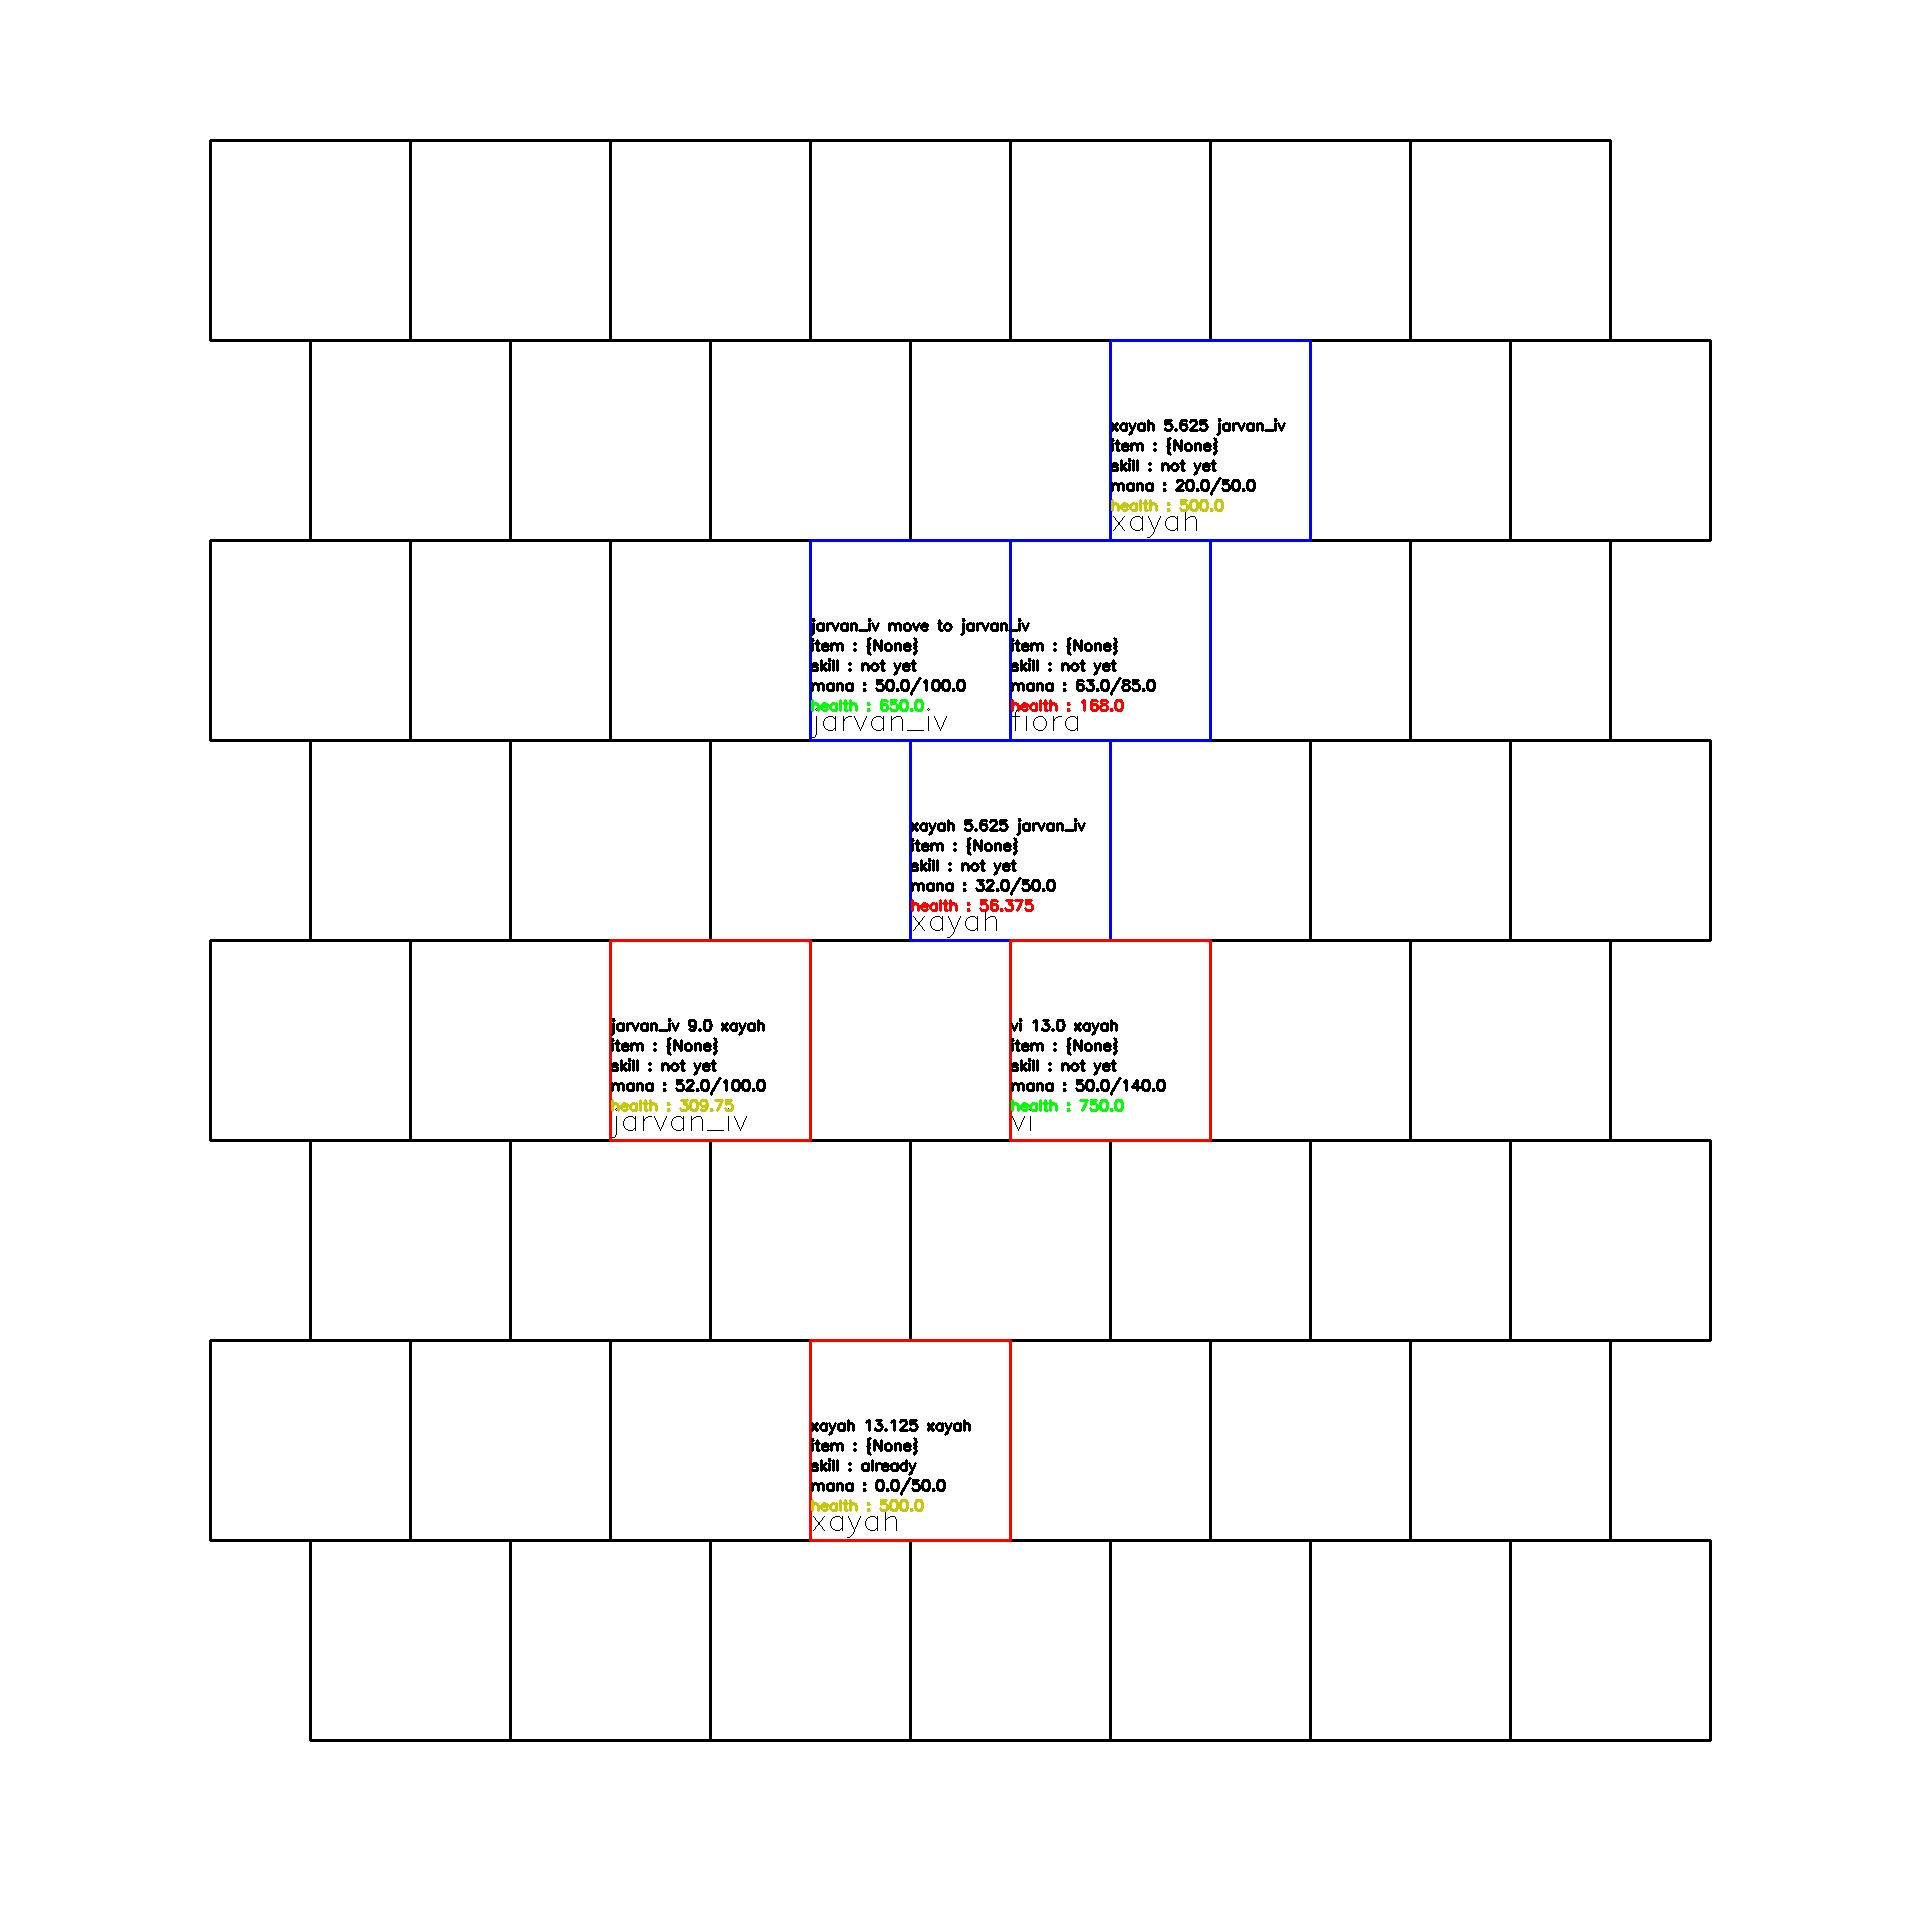 xayah 5.625 jarvan_iv
item : {None}
skill : not yet
mana : 20.0/50.0
health : 500.0
xayah
jarvan_iv move to jarvan_iv
item : {None}
skill : not yet
mana : 50.0/100.0
health : 650.0
jarvan_iv
item : {None}
skill : not yet
mana : 63.0/85.0
health : 168.0
fiora
xayah 5.625 jarvan_iv
item : {None}
skill : not yet
mana : 32.0/50.0
health : 56.375
xayah
jarvan_iv 9.0 xayah
item : {None}
skill : not yet
mana : 52.0/100.0
health : 309.75
jarvan_iv
vi 13.0 xayah
item : {None}
skill : not yet
mana : 50.0/140.0
health : 750.0
vi
xayah 13.125 xayah
item : {None}
skill : already
mana : 0.0/50.0
health : 500.0
xayah